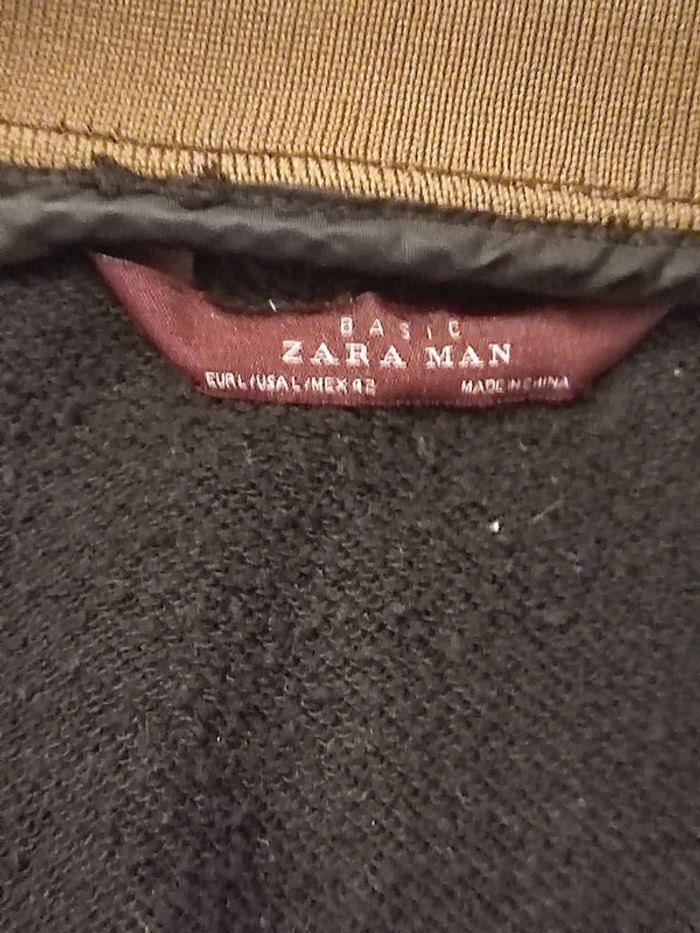 BASIC
ZARA MAN
EUR L/USA L/MEX 42 MADE IN CHINA